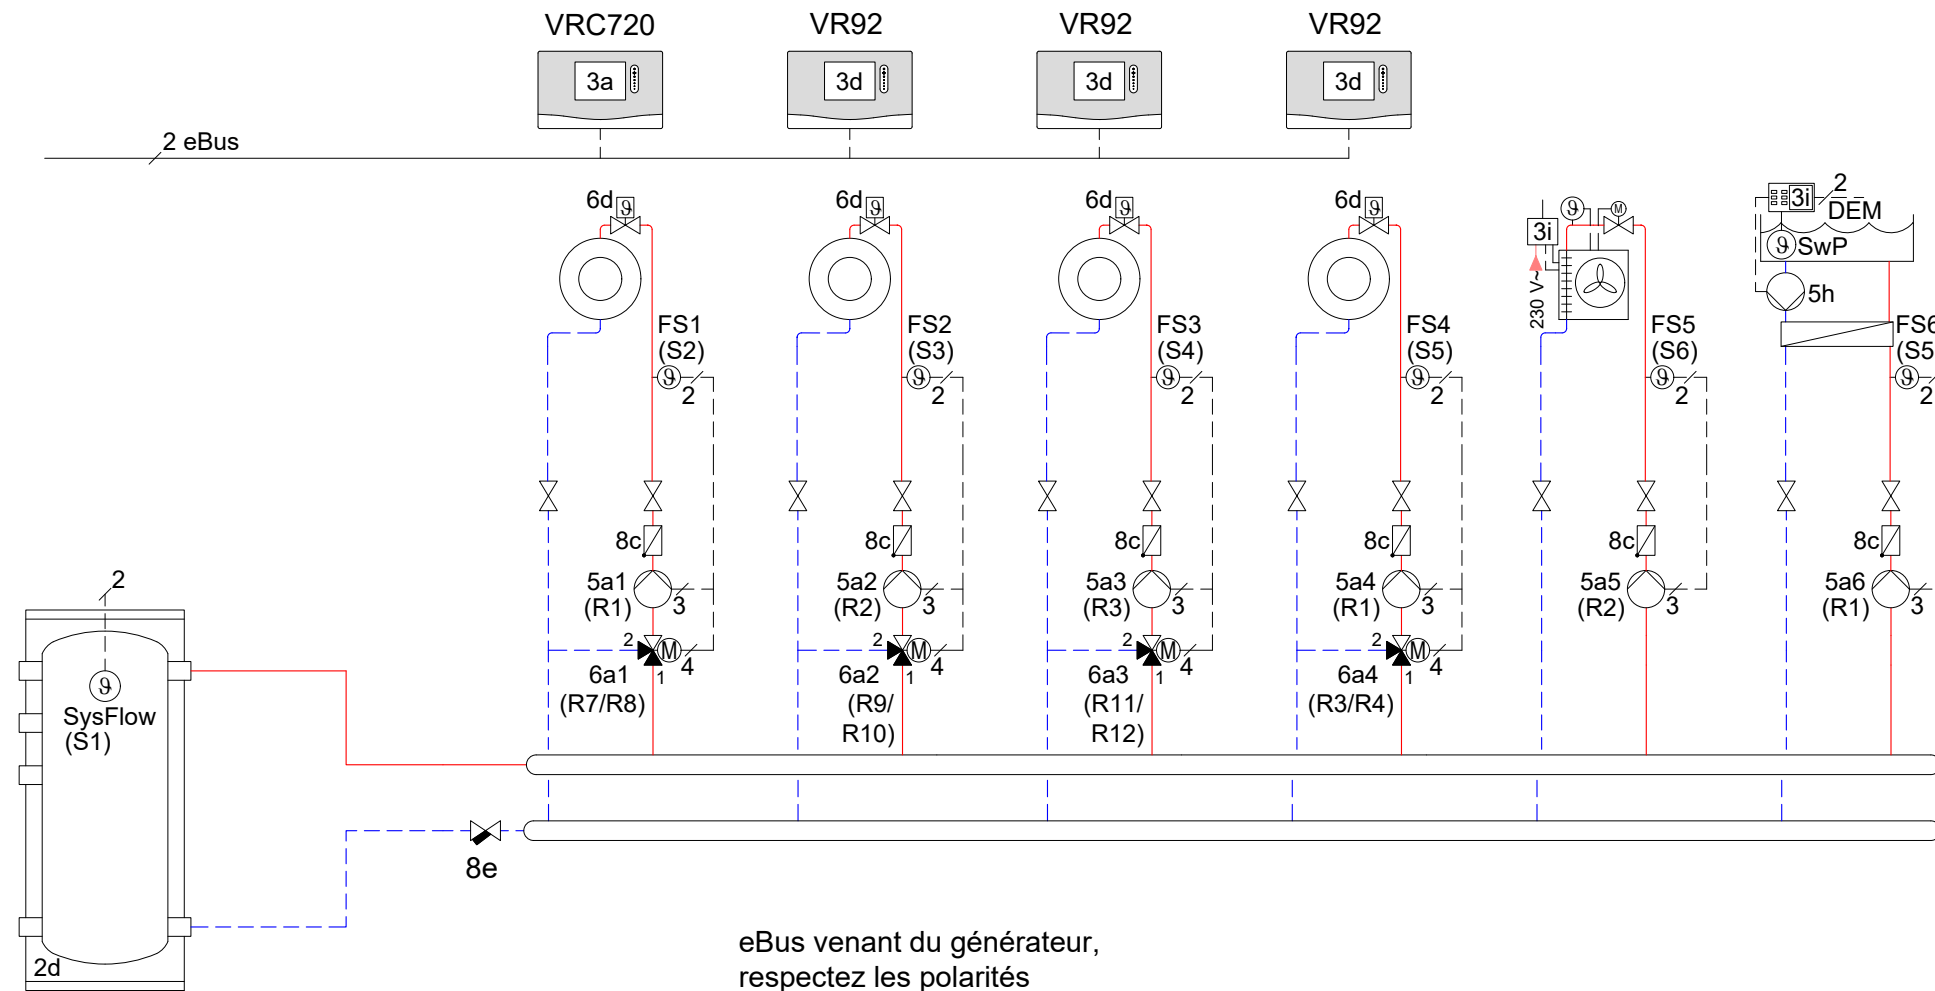 VRC720 VR92 VR92 VR92
3a 3d 3d 3d
2 eBus
6d 6d 6d 6d
3i
M
230 V~
3i 2
DEM
SwP
5h
FS1
(S2)
2
FS2
(S3)
2
FS3
(S4)
2
FS4
(S5)
2
FS5
(S6)
2
FS6
(S5
2
8c 8c 8c 8c 8c 8c
5a1
(R1)
3
5a2
(R2)
3
5a3
(R3)
3
5a4
(R1)
3
5a5
(R2)
3
5a6
(R1)
3
2 M 4
1
6a1
(R7/R8)
2 M 4
1
6a2
(R9/
R10)
2 M 4
1
6a3
(R11/
R12)
2 M 4
1
6a4
(R3/R4)
2
SysFlow
(S1)
2d
8e
eBus venant du générateur,
respectez les polarités